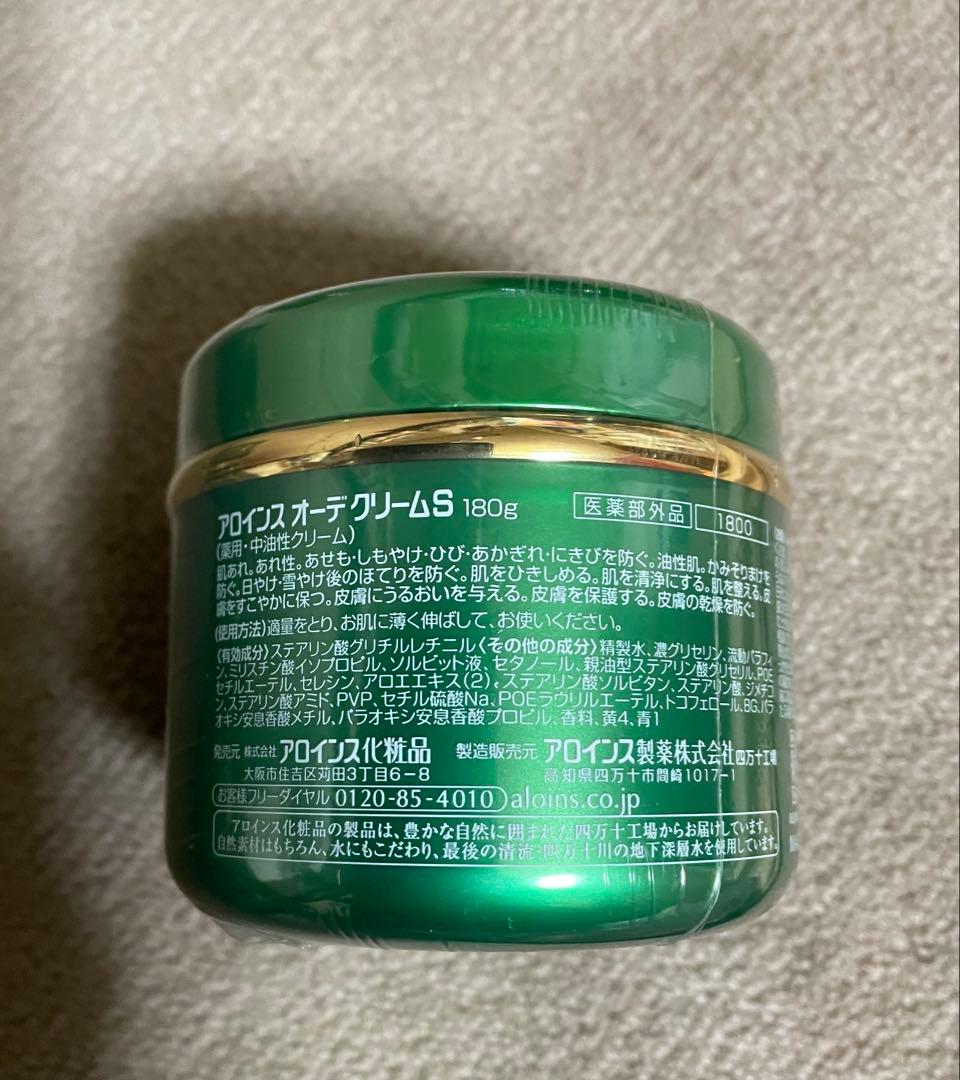 アロインス オーデクリームS 180g 医薬部外品 1800
(薬用・中油性クリーム)
肌あれ。あれ性。あせも・しもやけ・ひび・あかぎれ・にきびを防ぐ。油性肌。かみそりまけを
防ぐ。日やけ・雪やけ後のほてりを防ぐ。肌をひきしめる。肌を清浄にする。肌を整える。皮
膚をすこやかに保つ。皮膚にうるおいを与える。皮膚を保護する。皮膚の乾燥を防ぐ。
《使用方法》適量をとり、お肌に薄く伸ばして、お使いください。
《有効成分》ステアリン酸グリチルレチニル《その他の成分》精製水、濃グリセリン、流動パラフィ
ン、ミリスチン酸イソプロピル、ソルビット液、セタノール、親油型ステアリン酸グリセリル、POE
セチルエーテル、セレシン、アロエエキス(2)、ステアリン酸ソルビタン、ステアリン酸、ジメチコ
ン、ステアリン酸アミド、PVP、セチル硫酸Na、POEラウリルエーテル、トコフェロール、BG、パラ
オキシ安息香酸メチル、パラオキシ安息香酸プロピル、香料、黄4、青1
発売元 株式会社 アロインス化粧品 製造販売元 アロインス製薬株式会社四万十工場
大阪市住吉区苅田3丁目6-8 高知県四万十市間崎1017-1
お客様フリーダイヤル 0120-85-4010 aloins.co.jp
アロインス化粧品の製品は、豊かな自然に囲まれた四万十工場からお届けしています。
自然素材はもちろん、水にもこだわり、最後の清流・四万十川の地下深層水を使用しています。